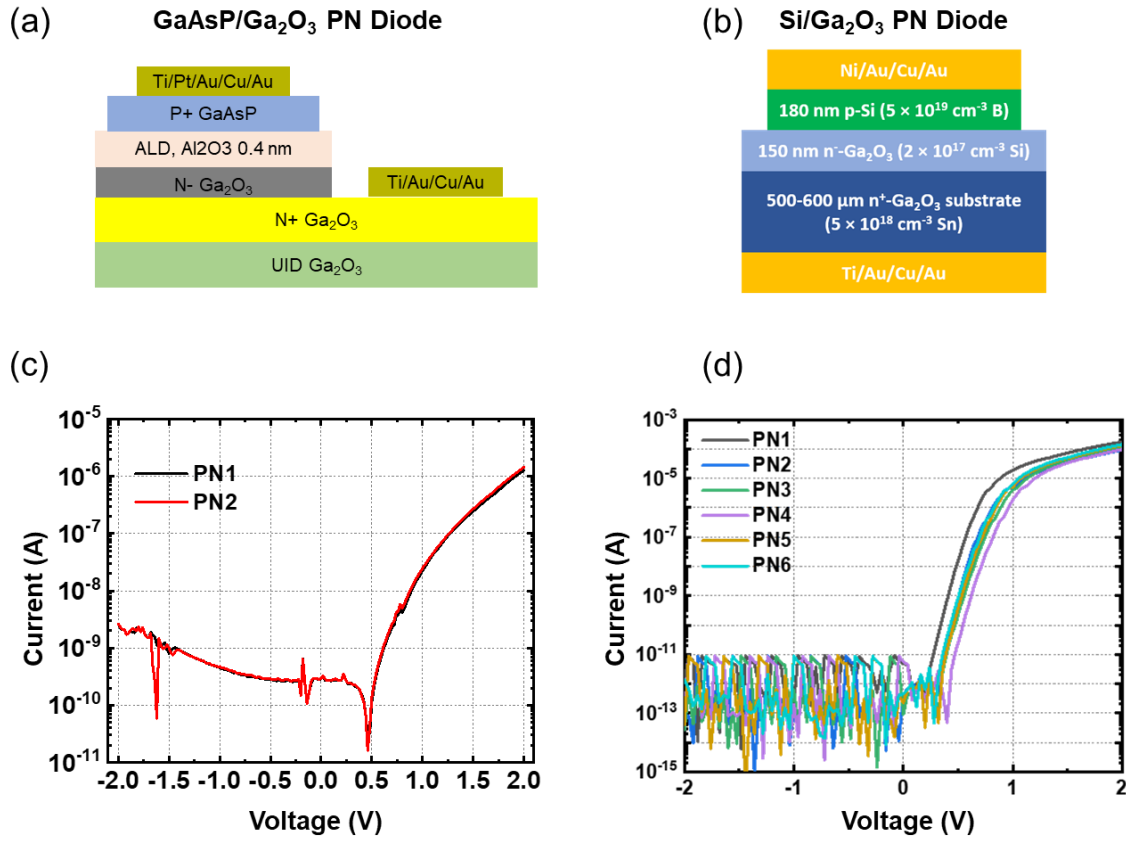 (a)
GaAsP/Ga₂O₃ PN Diode
Ti/Pt/Au/Cu/Au
P+ GaAsP
ALD, Al2O3 0.4 nm
N- Ga₂O₃
Ti/Au/Cu/Au
N+ Ga₂O₃
UID Ga₂O₃
(b)
Si/Ga₂O₃ PN Diode
Ni/Au/Cu/Au
180 nm p-Si (5 × 10¹⁹ cm⁻³ B)
150 nm n⁻-Ga₂O₃ (2 × 10¹⁷ cm⁻³ Si)
500-600 μm n⁺-Ga₂O₃ substrate
(5 × 10¹⁸ cm⁻³ Sn)
Ti/Au/Cu/Au
(c)
Current (A)
10⁻⁵
10⁻⁶
10⁻⁷
10⁻⁸
10⁻⁹
10⁻¹⁰
10⁻¹¹
PN1
PN2
-2.0 -1.5 -1.0 -0.5 0.0 0.5 1.0 1.5 2.0
Voltage (V)
(d)
Current (A)
10⁻³
10⁻⁵
10⁻⁷
10⁻⁹
10⁻¹¹
10⁻¹³
10⁻¹⁵
PN1
PN2
PN3
PN4
PN5
PN6
-2 -1 0 1 2
Voltage (V)